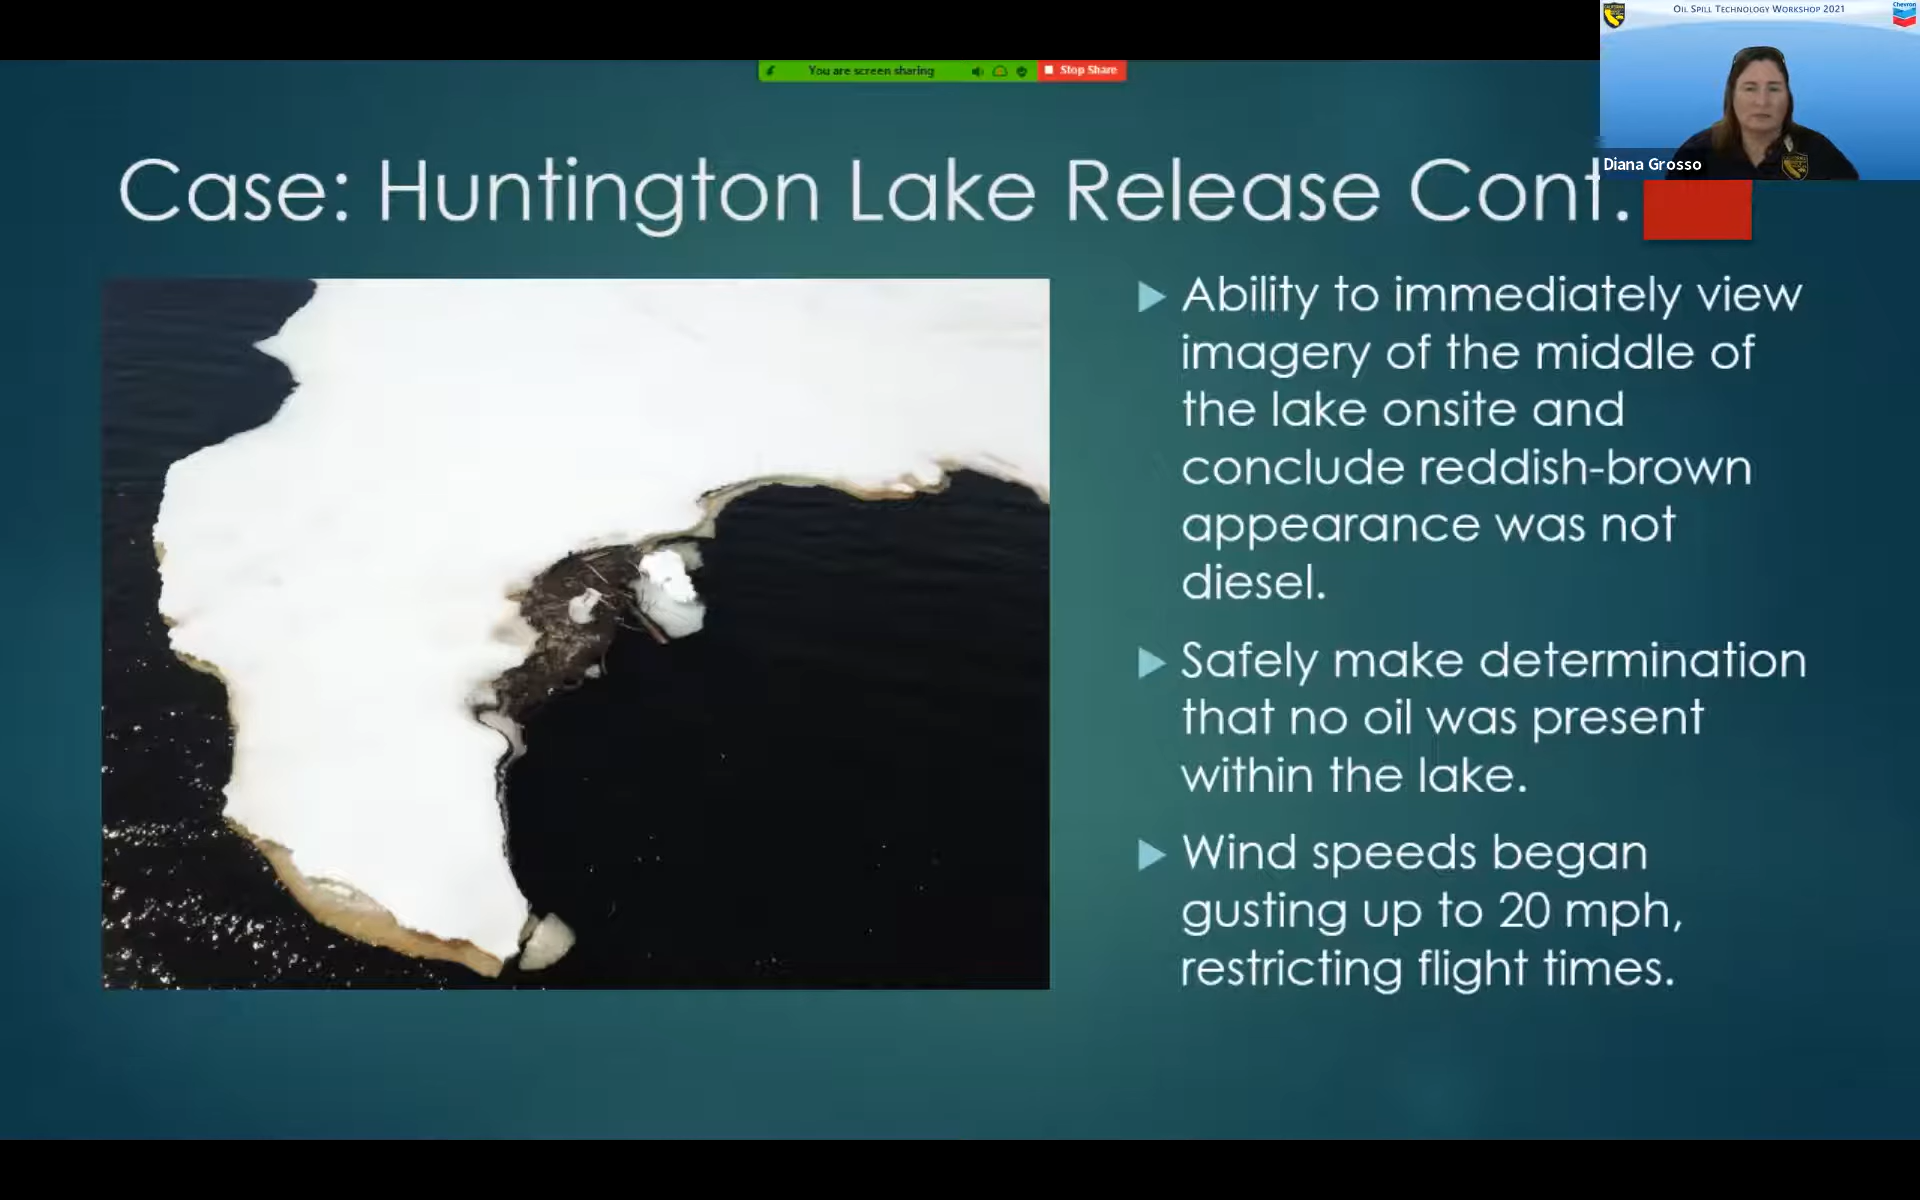 Oil Spill Technology Workshop 2021
Chevron
You are screen sharing
Stop Share
Diana Grosso
Case: Huntington Lake Release Cont.
Ability to immediately view
imagery of the middle of
the lake onsite and
conclude reddish-brown
appearance was not
diesel.
Safely make determination
that no oil was present
within the lake.
Wind speeds began
gusting up to 20 mph,
restricting flight times.